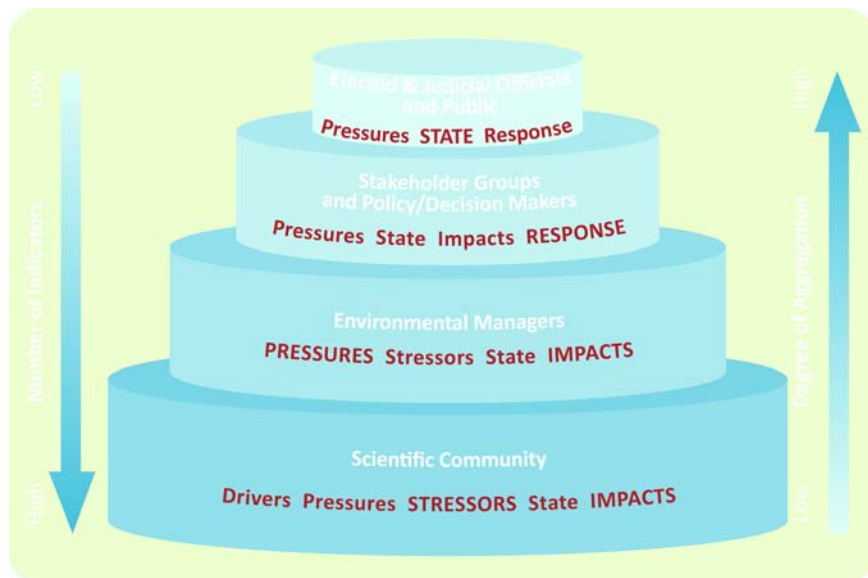 Low
Number of Indicators
High
Elected & Judicial Officials
and Public
Pressures STATE Response
Stakeholder Groups
and Policy/Decision Makers
Pressures State Impacts RESPONSE
Environmental Managers
PRESSURES Stressors State IMPACTS
Scientific Community
Drivers Pressures STRESSORS State IMPACTS
High
Degree of Aggregation
Low